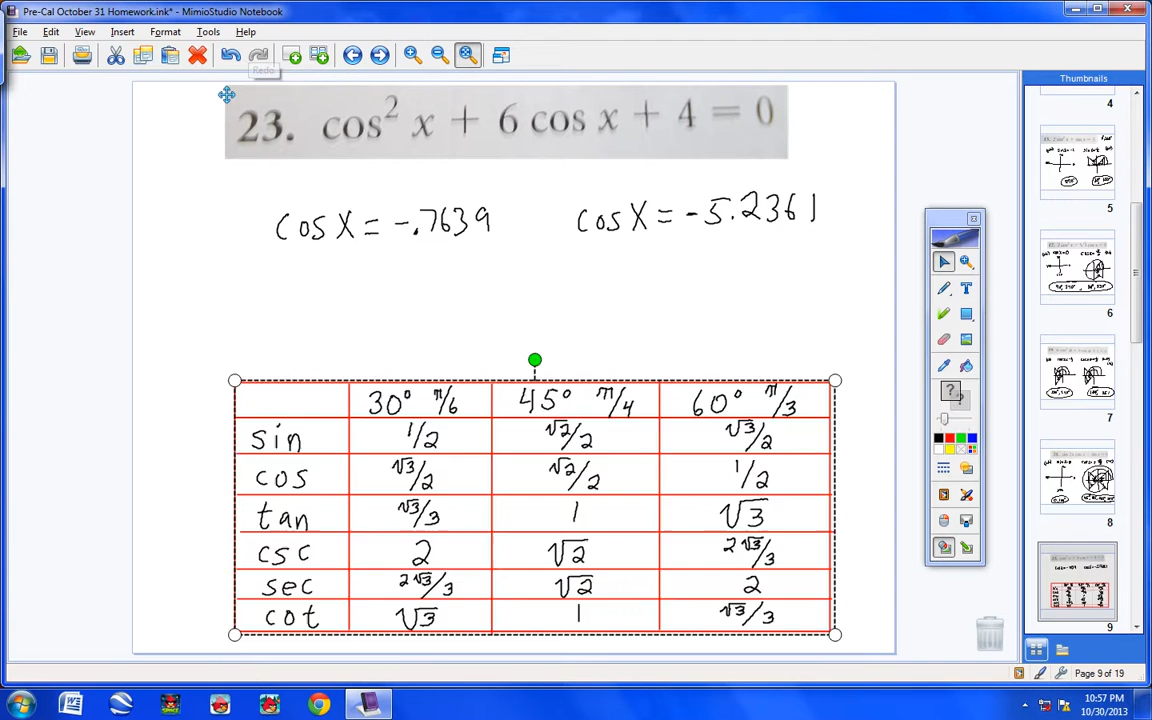 Pre-Cal October 31 Homework.ink* - MimioStudio Notebook
File Edit View Insert Format Tools Help
Redo
Thumbnails
23. cos² x + 6 cos x + 4 = 0
cos X = -.7639 cos X = -5.2361
30° π/6 45° π/4 60° π/3
sin 1/2 √2/2 √3/2
cos √3/2 √2/2 1/2
tan √3/3 1 √3
csc 2 √2 2√3/3
sec 2√3/3 √2 2
cot √3 1 √3/3
4
5
6
7
8
9
Page 9 of 19
10:57 PM
10/30/2013